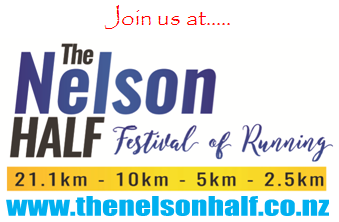 Join us at.....
The
Nelson
HALF Festival of Running
21.1km - 10km - 5km - 2.5km
www.thenelsonhalf.co.nz